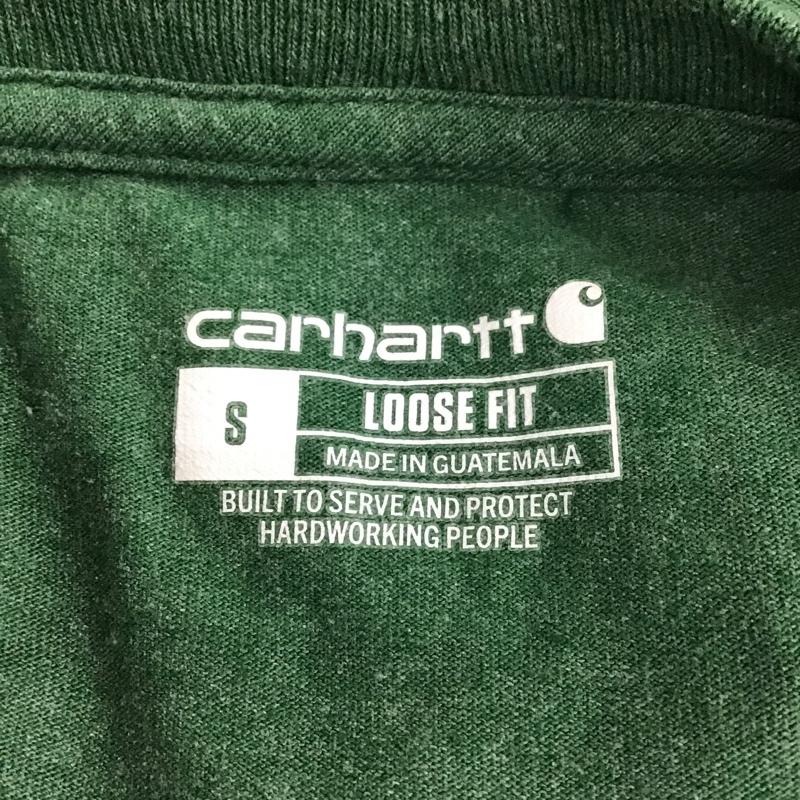 carhartt
S
LOOSE FIT
MADE IN GUATEMALA
BUILT TO SERVE AND PROTECT
HARDWORKING PEOPLE